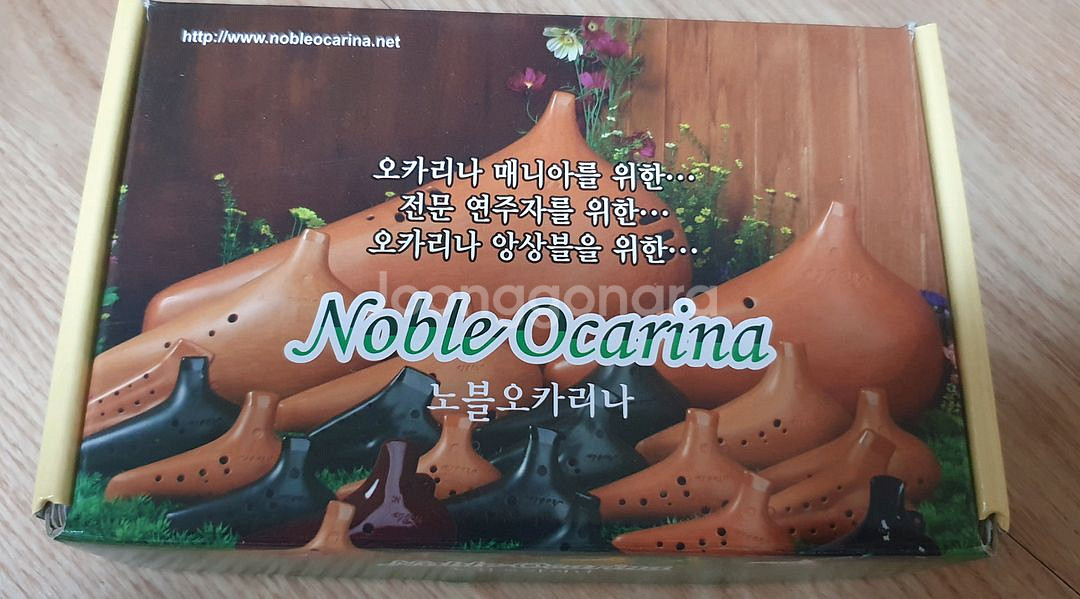 http://www.nobleocarina.net
오카리나 매니아를 위한…
전문 연주자를 위한…
오카리나 앙상블을 위한…
joonggonara
Noble Ocarina
노블오카리나